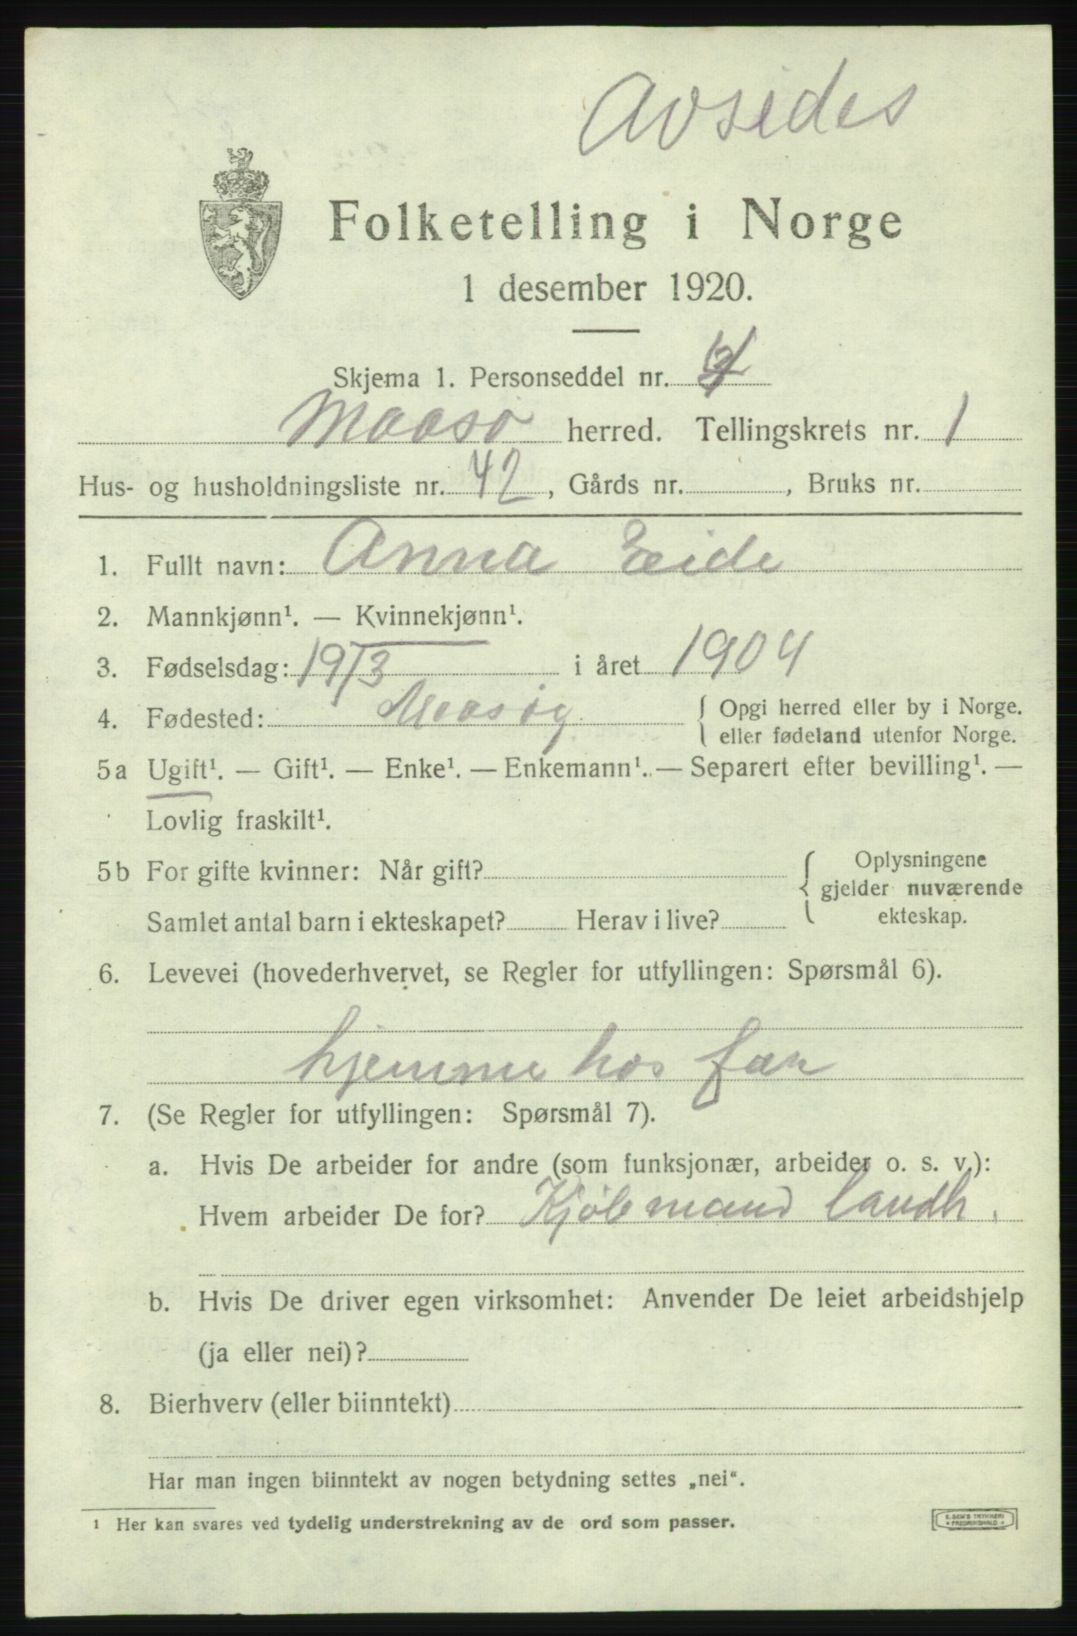 Avsides
Folketelling i Norge
1 desember 1920.
Skjema 1. Personseddel nr.
Maasø herred. Tellingskrets nr. 1
Hus- og husholdningsliste nr. 42, Gårds nr. , Bruks nr.
1. Fullt navn: Anna Eide
2. Mannkjønn¹. — Kvinnekjønn¹.
3. Fødselsdag: 19/3 i året 1904
4. Fødested: Maasøy { Opgi herred eller by i Norge.
eller fødeland utenfor Norge.
5a Ugift¹. — Gift¹. — Enke¹. — Enkemann¹. — Separert efter bevilling¹. —
Lovlig fraskilt¹.
5b For gifte kvinner: Når gift? { Oplysningene
gjelder nuværende
Samlet antal barn i ekteskapet? Herav i live? ekteskap.
6. Levevei (hovederhvervet, se Regler for utfyllingen: Spørsmål 6).
hjemme hos far
7. (Se Regler for utfyllingen: Spørsmål 7).
a. Hvis De arbeider for andre (som funksjonær, arbeider o. s. v.):
Hvem arbeider De for? Kjøbmand landh.
b. Hvis De driver egen virksomhet: Anvender De leiet arbeidshjelp
(ja eller nei)?
8. Bierhverv (eller biinntekt)
Har man ingen biinntekt av nogen betydning settes „nei“.
¹ Her kan svares ved tydelig understrekning av de ord som passer.
E. SEM'S TRYKKERI
FREDRIKSHALD